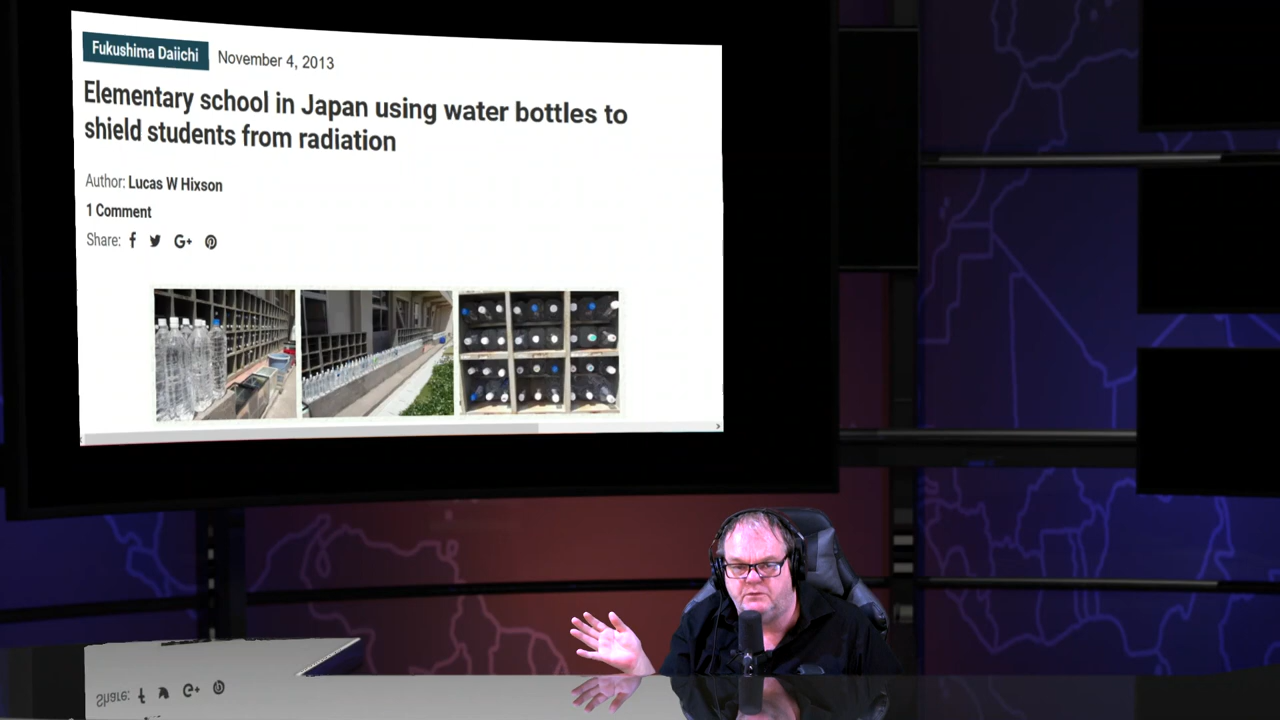 Fukushima Daiichi November 4, 2013
Elementary school in Japan using water bottles to
shield students from radiation
Author: Lucas W Hixson
1 Comment
Share: G+
Share: G+